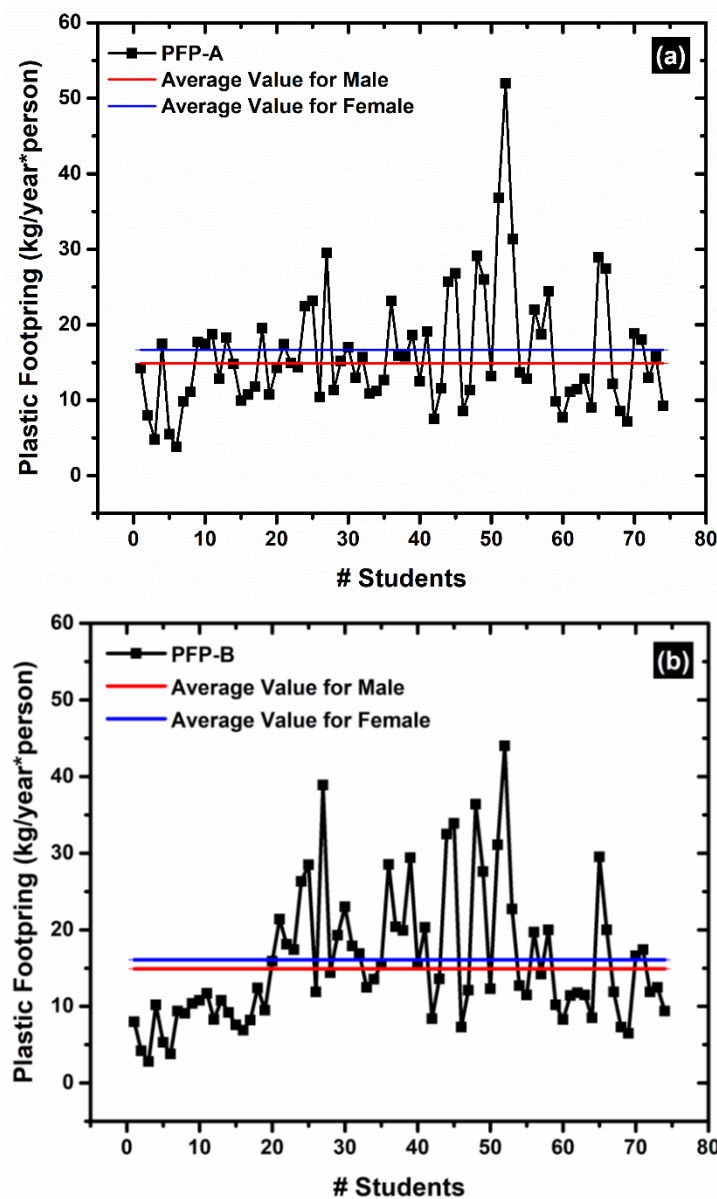 60
50
40
30
20
10
0
Plastic Footpring (kg/year*person)
PFP-A
Average Value for Male
Average Value for Female
(a)
0 10 20 30 40 50 60 70 80
# Students
60
50
40
30
20
10
0
Plastic Footpring (kg/year*person)
PFP-B
Average Value for Male
Average Value for Female
(b)
0 10 20 30 40 50 60 70 80
# Students